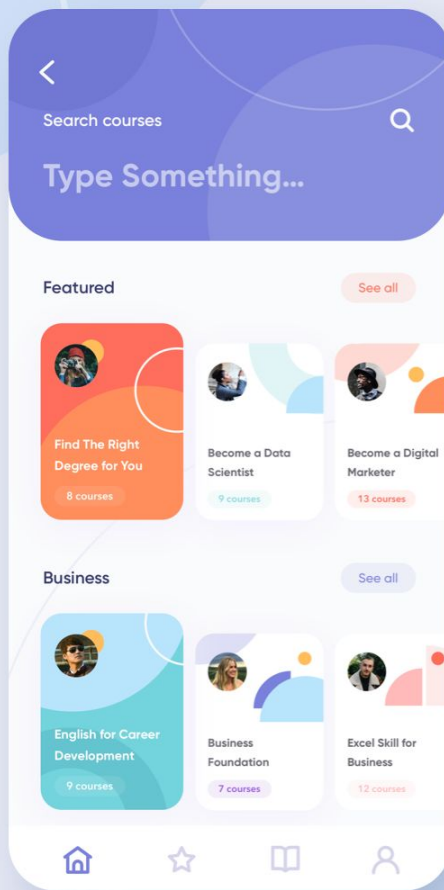 Search courses
Type Something...
Featured
See all
Find The Right
Degree for You
8 courses
Become a Data
Scientist
9 courses
Become a Digital
Marketer
13 courses
Business
See all
English for Career
Development
9 courses
Business
Foundation
7 courses
Excel Skill for
Business
12 courses